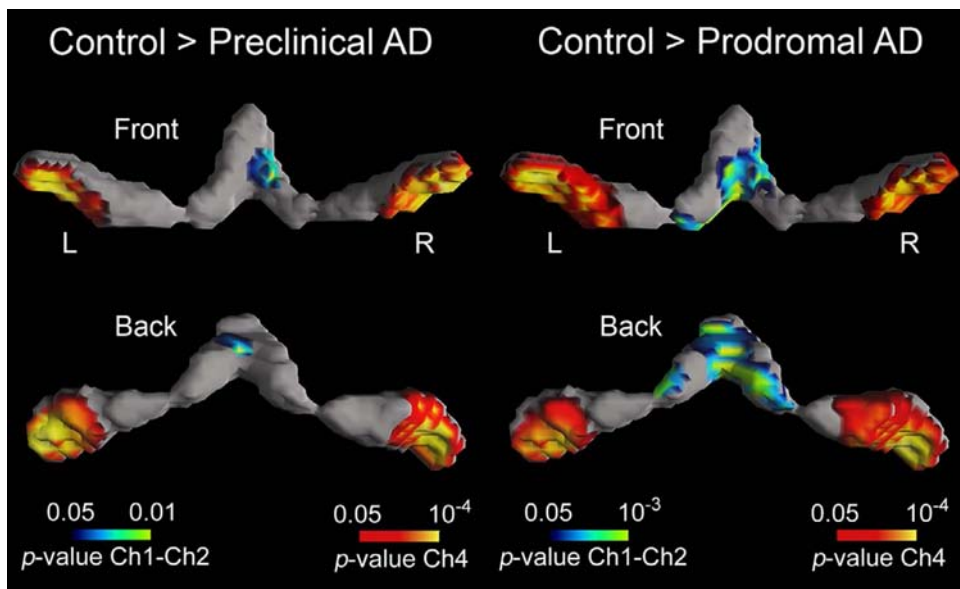 Control > Preclinical AD
Front
L
R
Back
0.05 0.01
p-value Ch1-Ch2
0.05 10-4
p-value Ch4
Control > Prodromal AD
Front
L
R
Back
0.05 10-3
p-value Ch1-Ch2
0.05 10-4
p-value Ch4